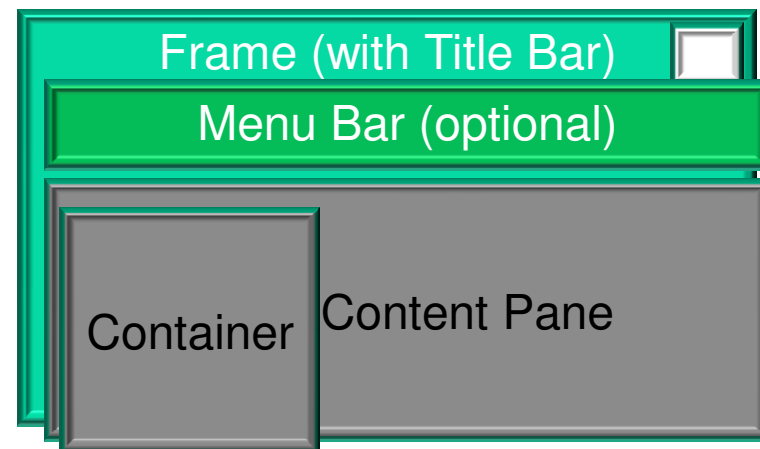 Frame (with Title Bar)
Menu Bar (optional)
Content Pane
Container